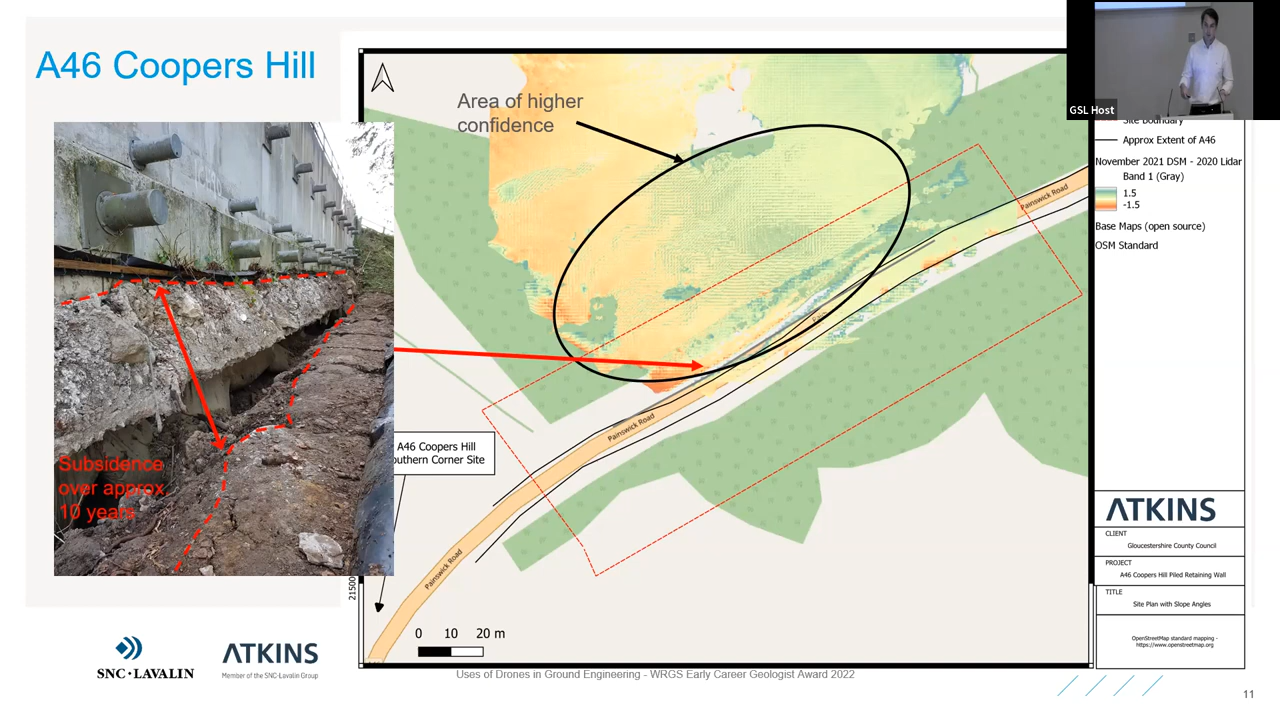 A46 Coopers Hill
GSL Host
Area of higher
confidence
Painswick Road
Painswick Road
Painswick Road
Subsidence
over approx
10 years
A46 Coopers Hill
outhern Corner Site
21500
0 10 20 m
Site Boundary
Approx Extent of A46
November 2021 DSM - 2020 Lidar
Band 1 (Gray)
1.5
-1.5
Base Maps (open source)
OSM Standard
ATKINS
CLIENT
Gloucestershire County Council
PROJECT
A46 Coopers Hill Piled Retaining Wall
TITLE
Site Plan with Slope Angles
OpenStreetMap standard mapping -
https://www.openstreetmap.org
SNC·LAVALIN
ATKINS
Member of the SNC-Lavalin Group
Uses of Drones in Ground Engineering - WRGS Early Career Geologist Award 2022
11